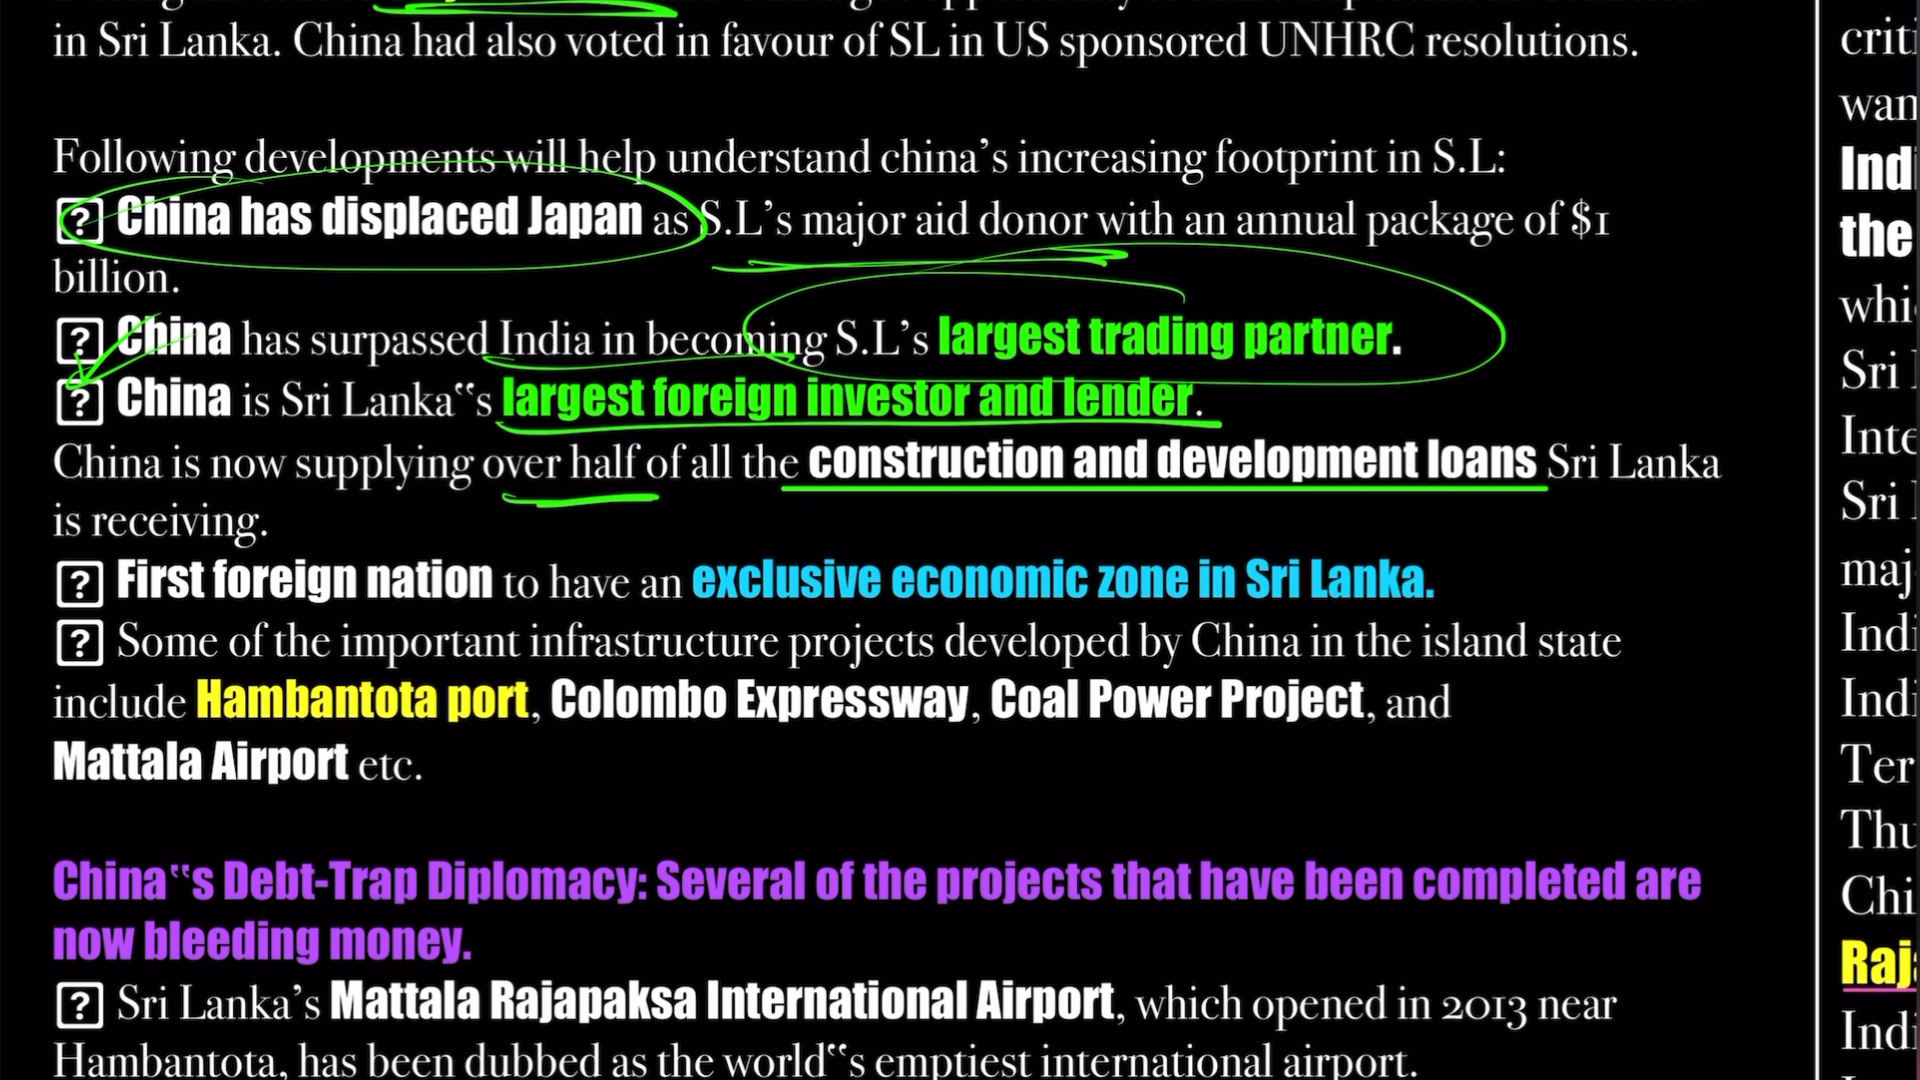 in Sri Lanka. China had also voted in favour of SL in US sponsored UNHRC resolutions.
Following developments will help understand china's increasing footprint in S.L:
⍰ China has displaced Japan as S.L's major aid donor with an annual package of $1
billion.
⍰ China has surpassed India in becoming S.L's largest trading partner.
⍰ China is Sri Lanka‟s largest foreign investor and lender.
China is now supplying over half of all the construction and development loans Sri Lanka
is receiving.
⍰ First foreign nation to have an exclusive economic zone in Sri Lanka.
⍰ Some of the important infrastructure projects developed by China in the island state
include Hambantota port, Colombo Expressway, Coal Power Project, and
Mattala Airport etc.
China‟s Debt-Trap Diplomacy: Several of the projects that have been completed are
now bleeding money.
⍰ Sri Lanka's Mattala Rajapaksa International Airport, which opened in 2013 near
Hambantota, has been dubbed as the world‟s emptiest international airport.
the
Sri
Sri